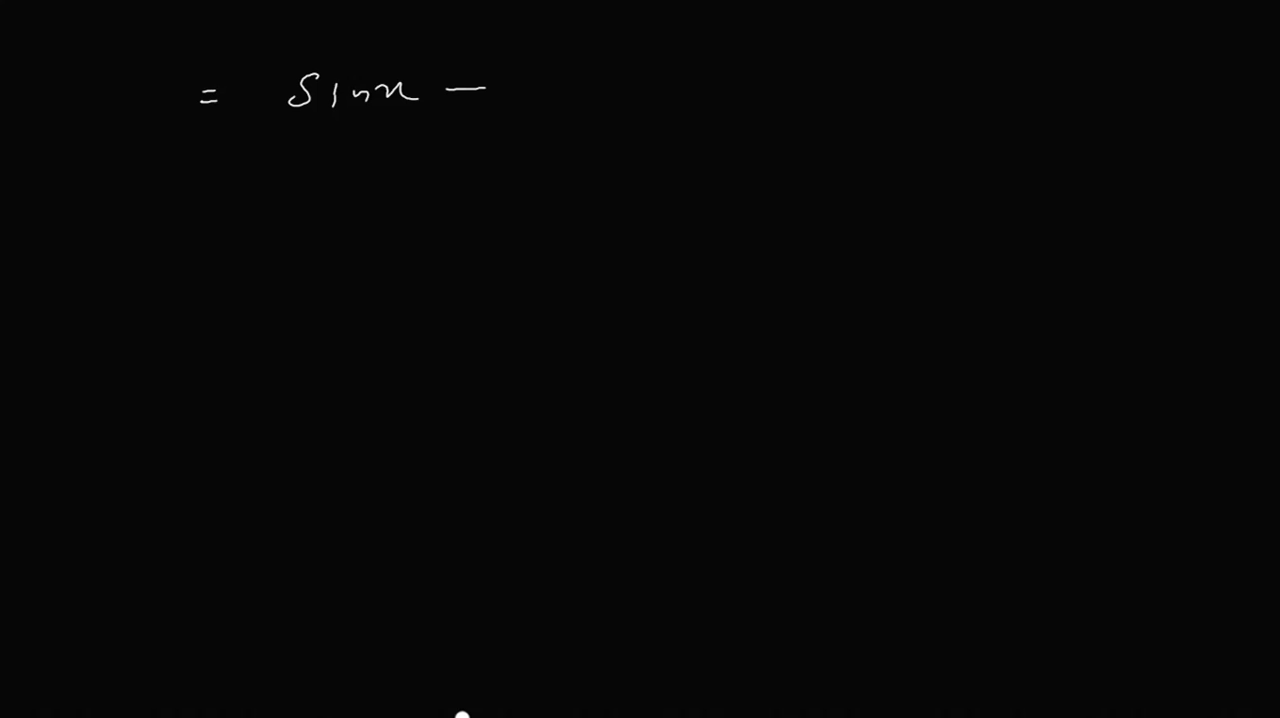 = Sinx -